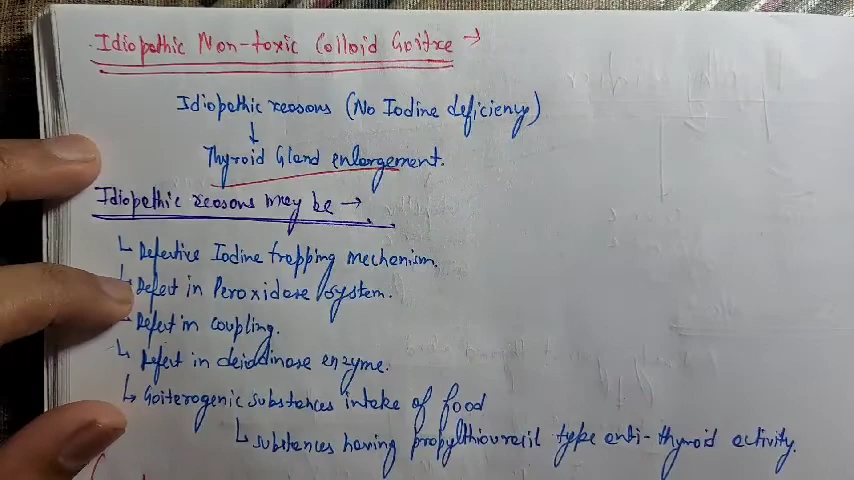 Idiopathic Non-toxic Colloid Goitre →
Idiopathic reasons (No Iodine deficiency)
↓
Thyroid Gland enlargement.
Idiopathic reasons may be →
↳ Defective Iodine trapping mechanism.
↳ Defect in Peroxidase system.
↳ Defect in coupling.
↳ Defect in deiodinase enzyme.
↳ Goiterogenic substances intake of food
↳ substances having propylthiouracil type anti-thyroid activity.